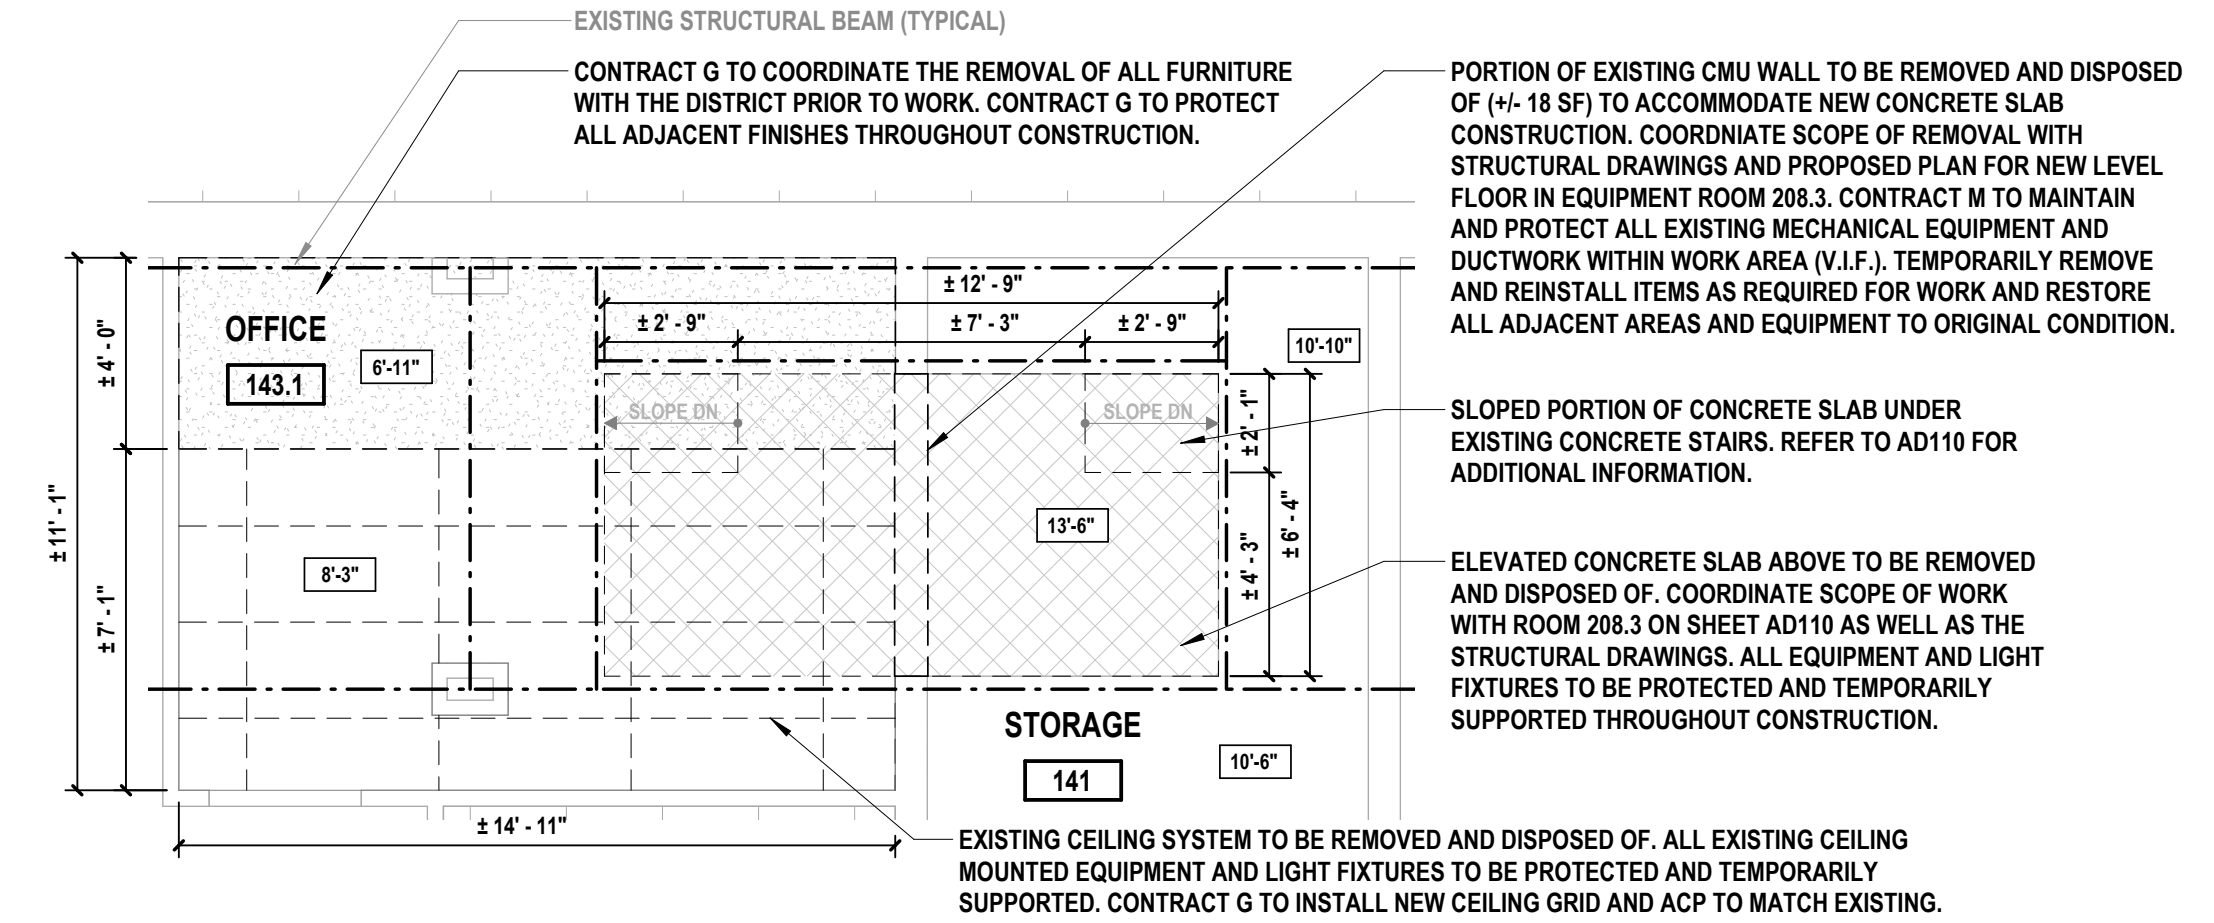 EXISTING STRUCTURAL BEAM (TYPICAL)
CONTRACT G TO COORDINATE THE REMOVAL OF ALL FURNITURE
WITH THE DISTRICT PRIOR TO WORK. CONTRACT G TO PROTECT
ALL ADJACENT FINISHES THROUGHOUT CONSTRUCTION.
PORTION OF EXISTING CMU WALL TO BE REMOVED AND DISPOSED
OF (+/- 18 SF) TO ACCOMMODATE NEW CONCRETE SLAB
CONSTRUCTION. COORDNIATE SCOPE OF REMOVAL WITH
STRUCTURAL DRAWINGS AND PROPOSED PLAN FOR NEW LEVEL
FLOOR IN EQUIPMENT ROOM 208.3. CONTRACT M TO MAINTAIN
AND PROTECT ALL EXISTING MECHANICAL EQUIPMENT AND
DUCTWORK WITHIN WORK AREA (V.I.F.). TEMPORARILY REMOVE
AND REINSTALL ITEMS AS REQUIRED FOR WORK AND RESTORE
ALL ADJACENT AREAS AND EQUIPMENT TO ORIGINAL CONDITION.
± 12' - 9"
± 2' - 9"
± 7' - 3"
± 2' - 9"
OFFICE
143.1
6'-11"
10'-10"
± 4' - 0"
± 11' - 1"
± 7' - 1"
SLOPE DN
SLOPE DN
± 2' - 1"
± 6' - 4"
± 4' - 3"
SLOPED PORTION OF CONCRETE SLAB UNDER
EXISTING CONCRETE STAIRS. REFER TO AD110 FOR
ADDITIONAL INFORMATION.
13'-6"
8'-3"
ELEVATED CONCRETE SLAB ABOVE TO BE REMOVED
AND DISPOSED OF. COORDINATE SCOPE OF WORK
WITH ROOM 208.3 ON SHEET AD110 AS WELL AS THE
STRUCTURAL DRAWINGS. ALL EQUIPMENT AND LIGHT
FIXTURES TO BE PROTECTED AND TEMPORARILY
SUPPORTED THROUGHOUT CONSTRUCTION.
STORAGE
141
10'-6"
± 14' - 11"
EXISTING CEILING SYSTEM TO BE REMOVED AND DISPOSED OF. ALL EXISTING CEILING
MOUNTED EQUIPMENT AND LIGHT FIXTURES TO BE PROTECTED AND TEMPORARILY
SUPPORTED. CONTRACT G TO INSTALL NEW CEILING GRID AND ACP TO MATCH EXISTING.